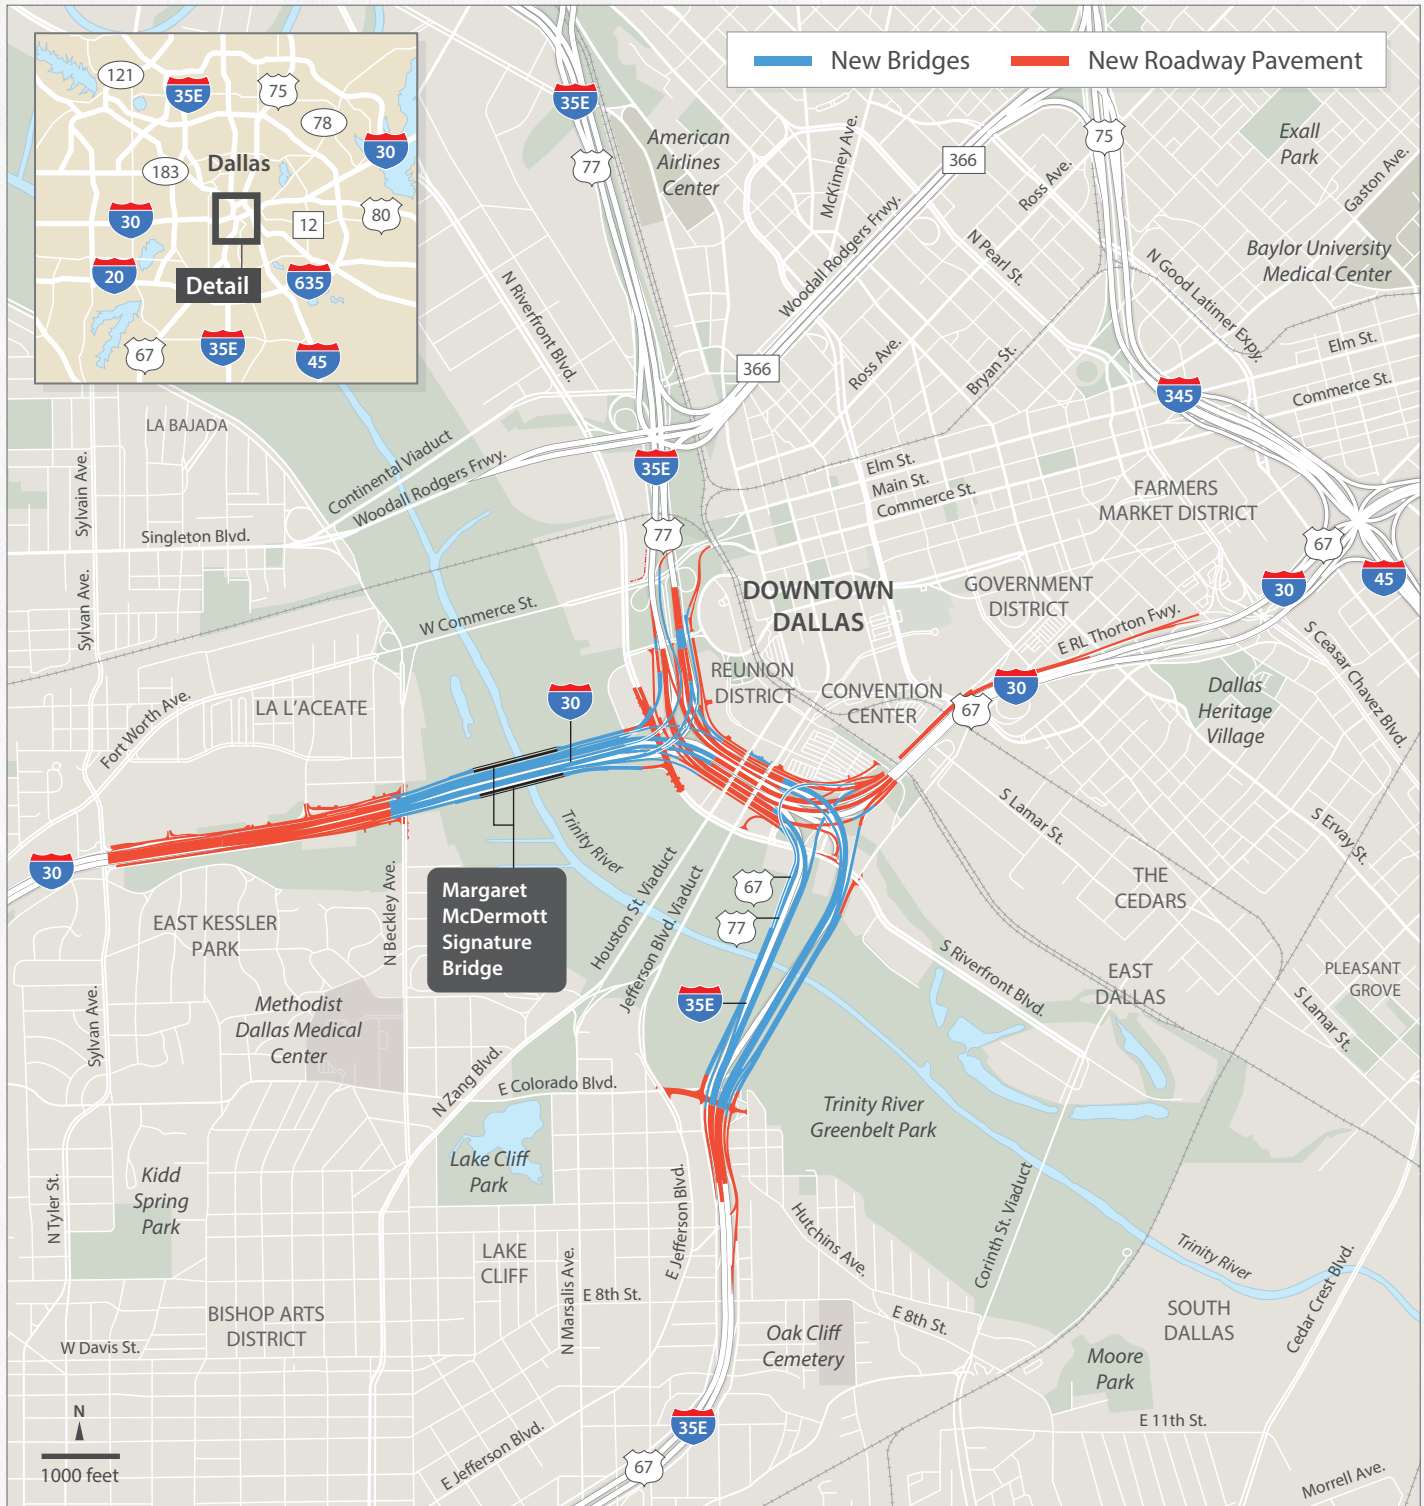 New Bridges
New Roadway Pavement
121
35E
75
78
30
183
Dallas
30
12
80
20
Detail
635
67
35E
45
35E
77
American
Airlines
Center
McKinney Ave.
366
75
Exall
Park
Ross Ave.
Gaston Ave.
Woodall Rodgers Frwy.
N Pearl St.
Baylor University
Medical Center
N Good Latimer Expy.
N Riverfront Blvd.
366
Ross Ave.
Bryan St.
Elm St.
Commerce St.
345
LA BAJADA
Continental Viaduct
Woodall Rodgers Frwy.
Sylvain Ave.
35E
Elm St.
Main St.
Commerce St.
FARMERS
MARKET DISTRICT
Singleton Blvd.
77
67
30
45
Sylvan Ave.
W Commerce St.
DOWNTOWN
DALLAS
GOVERNMENT
DISTRICT
E RL Thorton Fwy.
S Ceasar Chavez Blvd.
REUNION
DISTRICT
CONVENTION
CENTER
30
67
Dallas
Heritage
Village
30
LA L'ACEATE
Fort Worth Ave.
S Lamar St.
S Ervay St.
Trinity River
30
Margaret
McDermott
Signature
Bridge
Houston St. Viaduct
Jefferson Blvd. Viaduct
67
77
THE
CEDARS
EAST KESSLER
PARK
N Beckley Ave.
S Riverfront Blvd.
EAST
DALLAS
PLEASANT
GROVE
35E
S Lamar St.
Methodist
Dallas Medical
Center
Sylvan Ave.
N Zang Blvd.
E Colorado Blvd.
Trinity River
Greenbelt Park
Lake Cliff
Park
Kidd
Spring
Park
N Tyler St.
E Jefferson Blvd.
Hutchins Ave.
Corinth St. Viaduct
Trinity River
LAKE
CLIFF
N Marsalis Ave.
E 8th St.
Cedar Crest Blvd.
BISHOP ARTS
DISTRICT
W Davis St.
Oak Cliff
Cemetery
E 8th St.
SOUTH
DALLAS
Moore
Park
N
1000 feet
35E
67
E Jefferson Blvd.
E 11th St.
Morrell Ave.